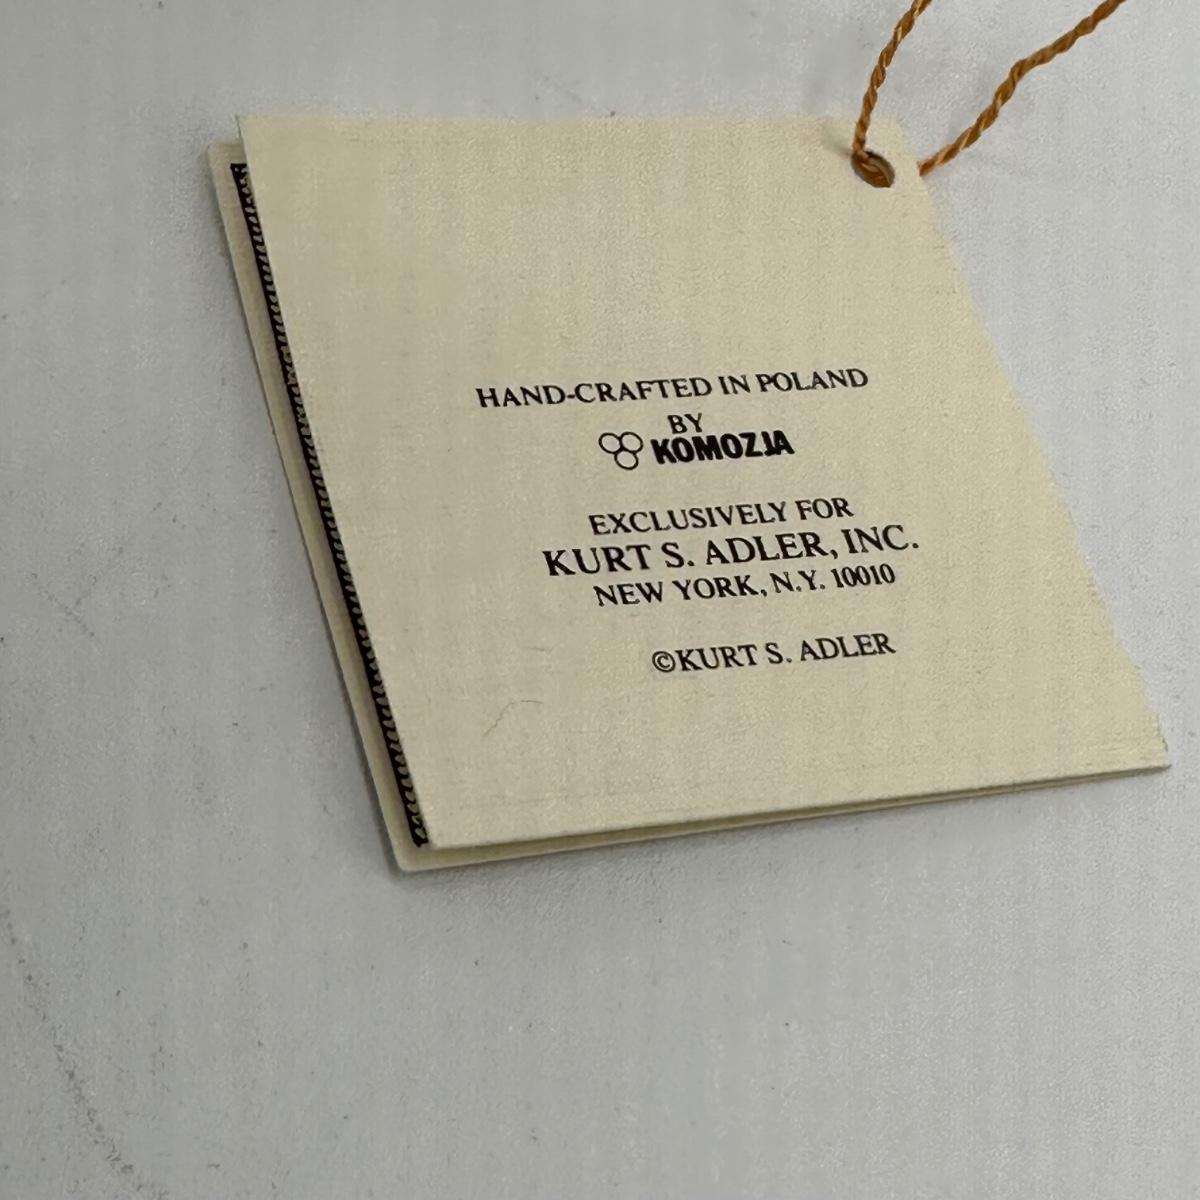 HAND-CRAFTED IN POLAND
BY
KOMOZJA
EXCLUSIVELY FOR
KURT S. ADLER, INC.
NEW YORK, N.Y. 10010
©KURT S. ADLER